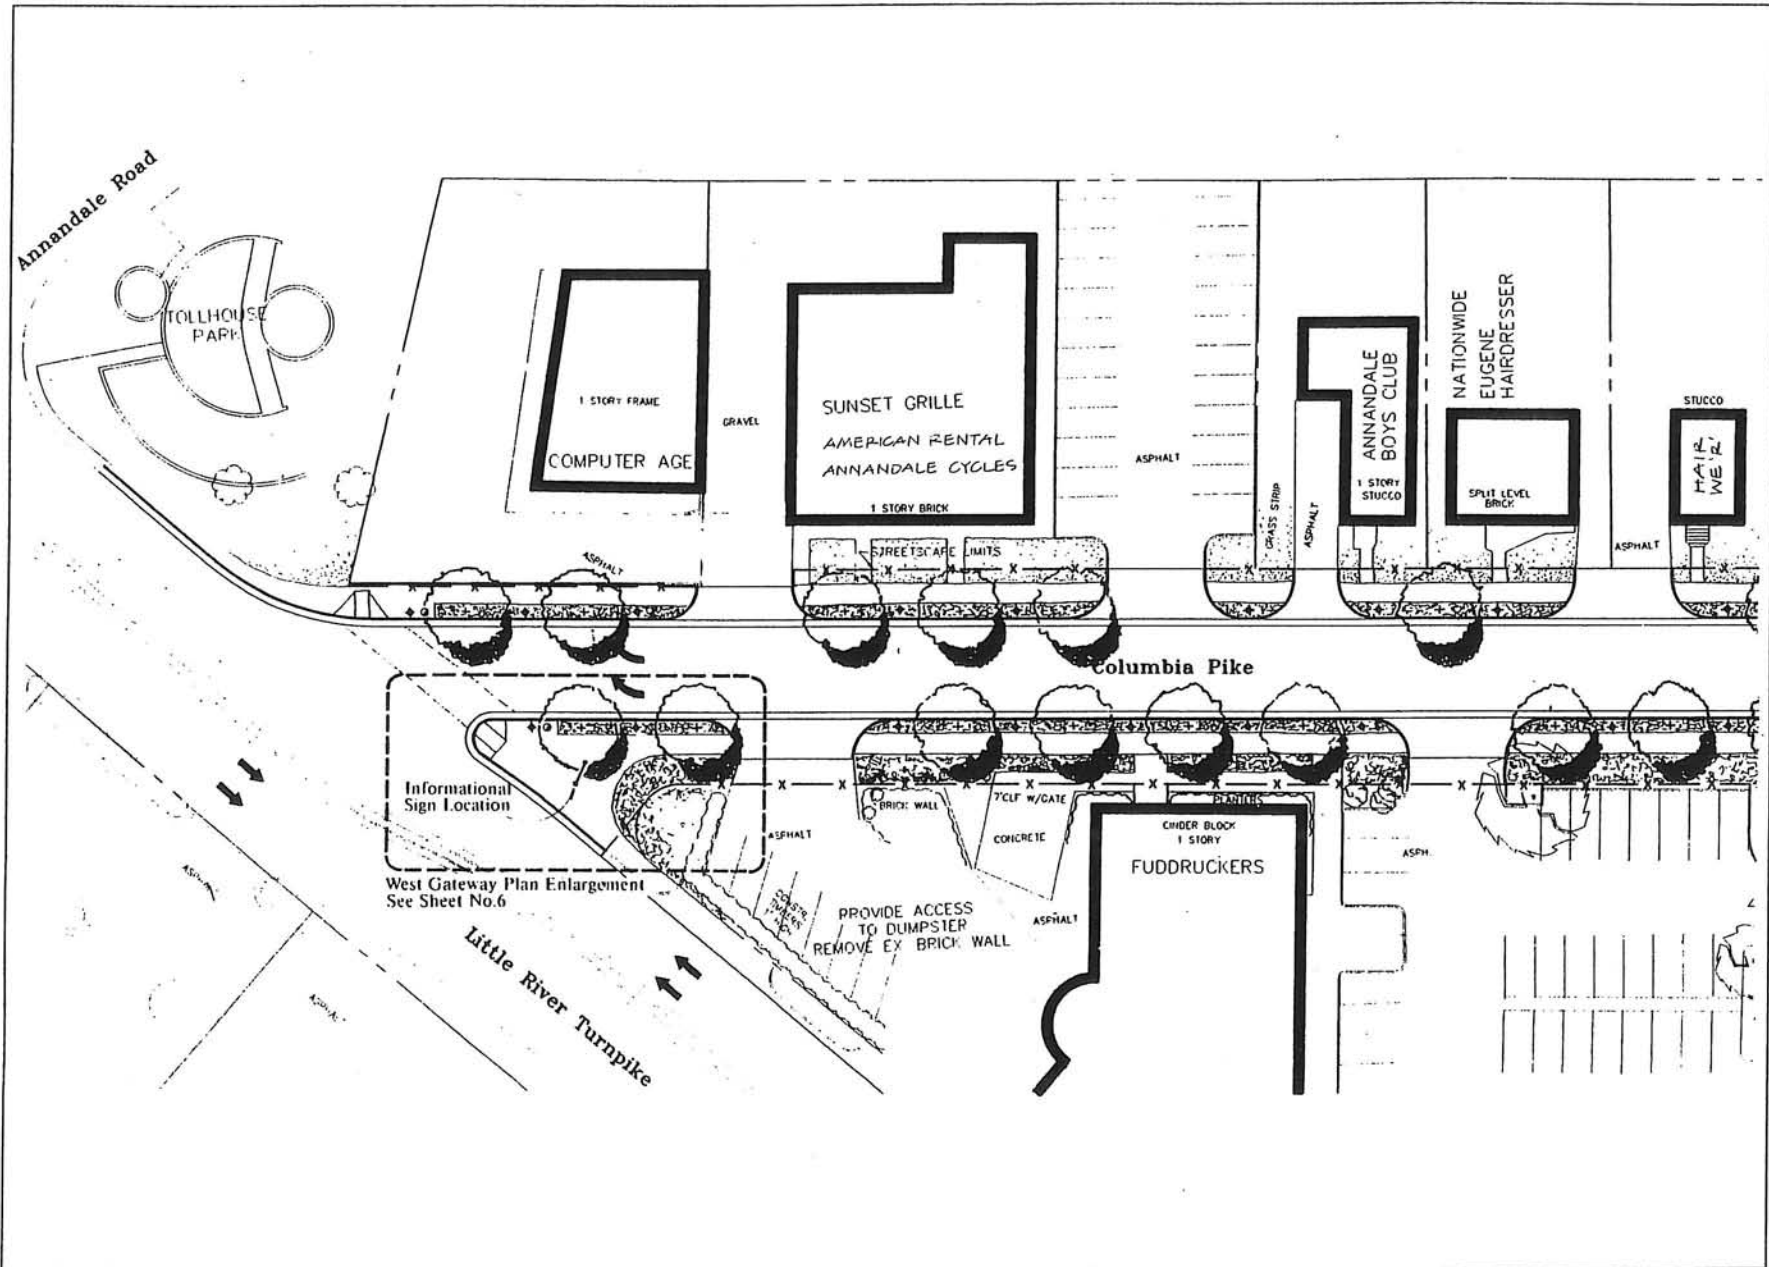 Annandale Road
TOLLHOUSE
PARK
1 STORY FRAME
COMPUTER AGE
GRAVEL
SUNSET GRILLE
AMERICAN RENTAL
ANNANDALE CYCLES
1 STORY BRICK
STREETSCAPE LIMITS
ASPHALT
ASPHALT
GRASS STRIP
ASPHALT
ANNANDALE
BOYS CLUB
1 STORY
STUCCO
NATIONWIDE
EUGENE
HAIRDRESSER
SPLIT LEVEL
BRICK
STUCCO
HAIR
WE'R'
ASPHALT
Columbia Pike
Informational
Sign Location
West Gateway Plan Enlargement
See Sheet No.6
ASPHALT
BRICK WALL
7' CLF W/GATE
CONCRETE
PLANTERS
CINDER BLOCK
1 STORY
FUDDRUCKERS
ASPH.
CONSTR.
TIMBERS
PROVIDE ACCESS
TO DUMPSTER
REMOVE EX BRICK WALL
ASPHALT
Little River Turnpike
ASPHALT
ASPHALT